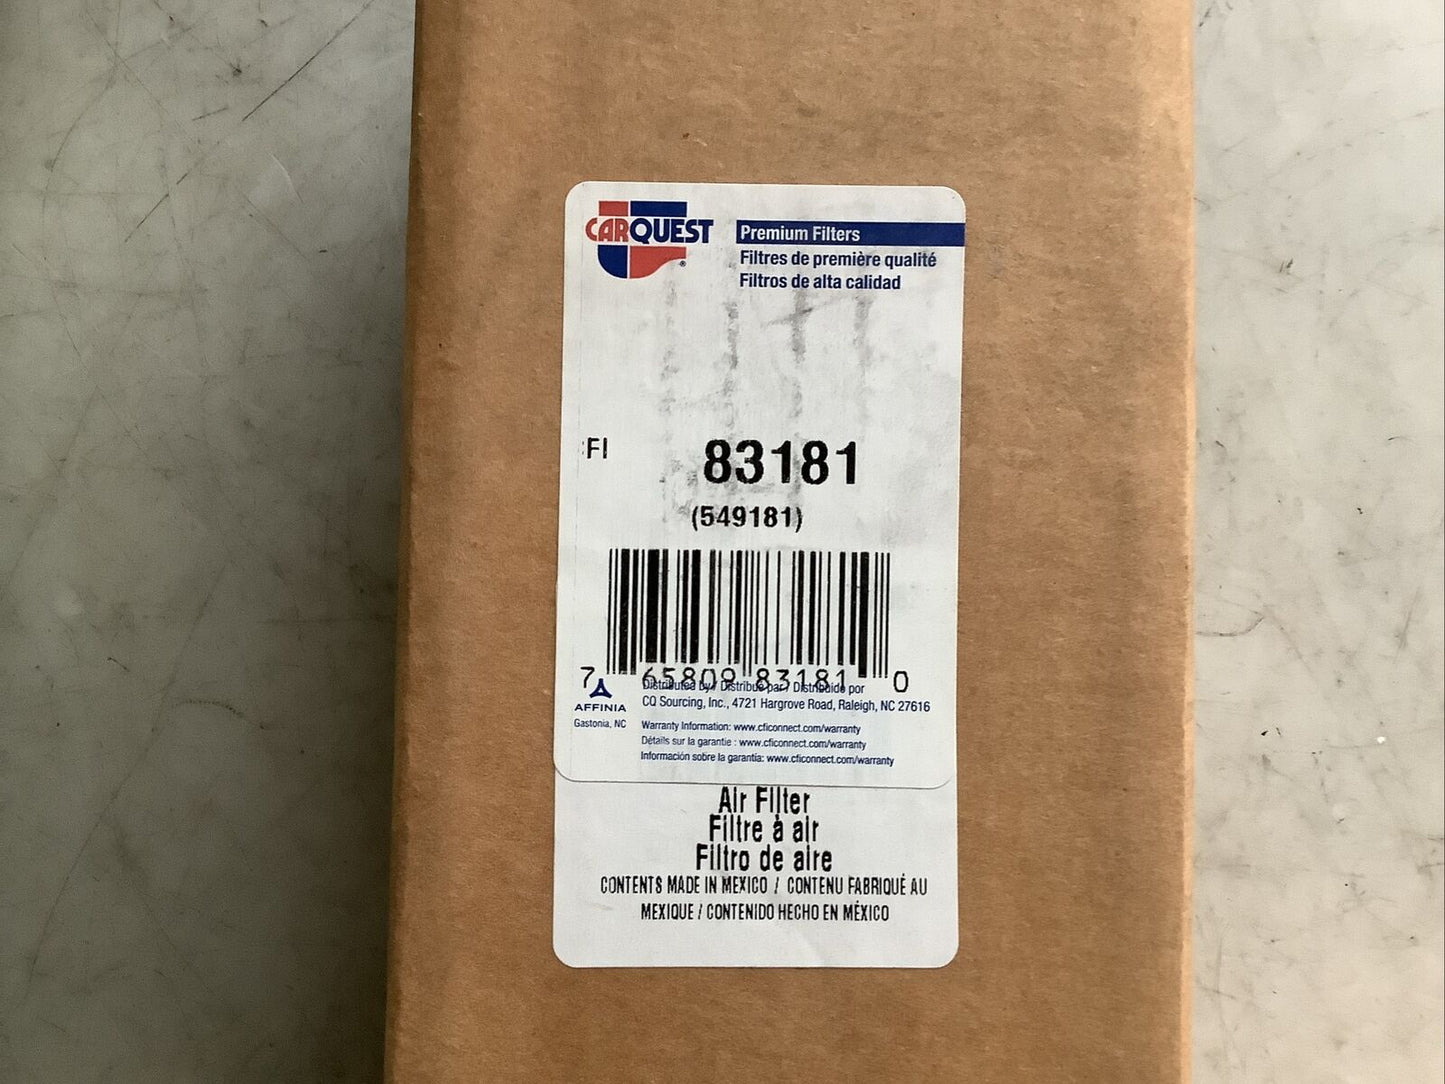 CARQUEST
Premium Filters
Filtres de première qualité
Filtros de alta calidad
FI
83181
(549181)
7 65809 83181 0
AFFINIA
Gastonia, NC
Distributed by / Distribué par / Distribuido por
CQ Sourcing, Inc., 4721 Hargrove Road, Raleigh, NC 27616
Warranty Information: www.cficonnect.com/warranty
Détails sur la garantie : www.cficonnect.com/warranty
Información sobre la garantía: www.cficonnect.com/warranty
Air Filter
Filtre à air
Filtro de aire
CONTENTS MADE IN MEXICO / CONTENU FABRIQUÉ AU
MEXIQUE / CONTENIDO HECHO EN MÉXICO